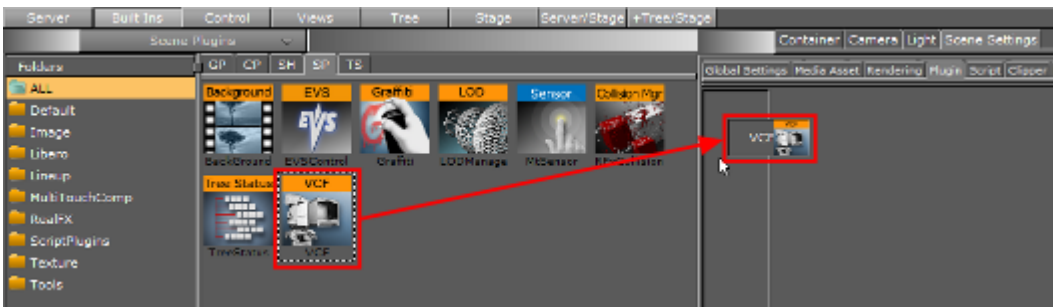 Server Built Ins Control Views Tree Stage Server/Stage +Tree/Stage
Scene Plugins
Container Camera Light Scene Settings
Folders
GP CP SH SP TS
Global Settings Media Asset Rendering Plugin Script Clipper
ALL
Default
Image
Libero
Lineup
MultiTouchComp
RealFX
ScriptPlugins
Texture
Tools
Background EVS Graffiti LOD Sensor Collision Mgr
EVS
BackGround EVSControl Graffiti LODManage MtSensor
Tree Status VCF
TreeStatus VCF
VCF
VCF